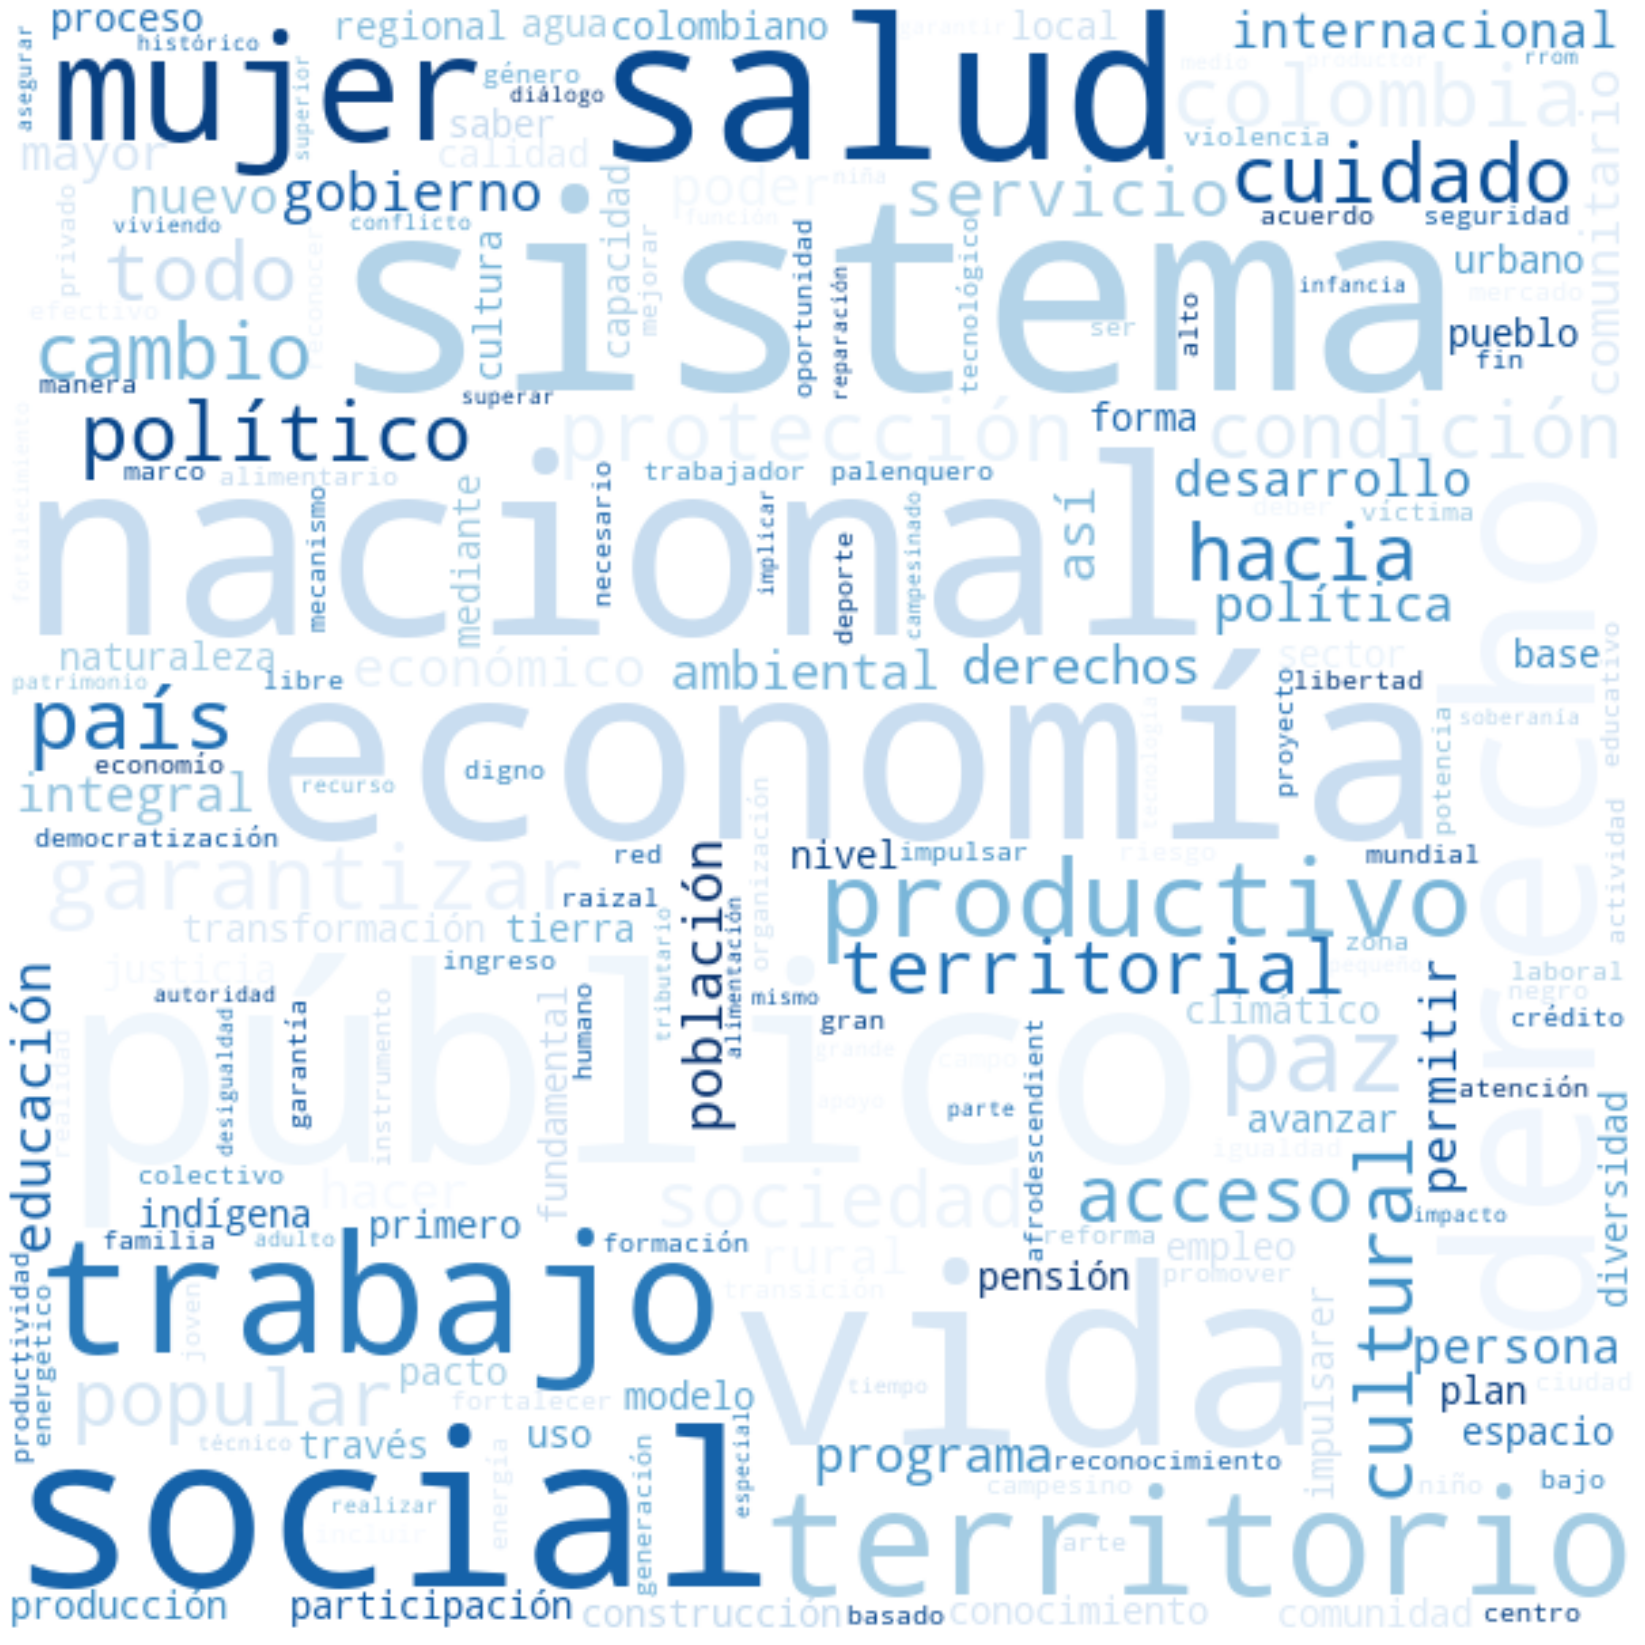 proceso
histórico
asegurar
regional
agua
colombiano
garantir
local
internacional
rrom
mujer
género
diálogo
superior
salud
medio
productor
colombia
comunitario
mayor
saber
calidad
violencia
cuidado
nuevo
gobierno
capacidad
poder
niña
función
servicio
acuerdo
seguridad
privado
viviendo
conflicto
todo
reconocer
cultura
mejorar
sistema
oportunidad
reparación
tecnológico
ser
alto
infancia
urbano
mercado
efectivo
cambio
manera
superar
pueblo
fin
político
protección
forma
condición
fortalecimiento
marco
alimentario
trabajador
palenquero
desarrollo
nacional
mecanismo
mediante
necesario
implicar
deporte
campesinado
así
deber
víctima
hacia
política
derecho
naturaleza
patrimonio
libre
económico
ambiental
derechos
sector
libertad
base
educativo
país
economío
economía
recurso
digno
tecnología
proyecto
soberanía
potencia
integral
democratización
garantizar
red
raizal
población
organización
alimentación
nivel
impulsar
riesgo
mundial
actividad
productivo
transformación
tierra
territorial
zona
pequeño
permitir
laboral
negro
crédito
justicia
ingreso
tributario
mismo
gran
grande
climático
educación
autoridad
público
realidad
desigualdad
garantía
instrumento
fundamental
humano
campo
apoyo
parte
afrodescendient
paz
avanzar
igualdad
atención
diversidad
colectivo
hacer
sociedad
acceso
cultural
impacto
indígena
familia
adulto
primero
formación
rural
transición
reforma
empleo
promover
pensión
productividad
energético
trabajo
joven
vida
impulsarer
persona
plan
ciudad
popular
pacto
fortalecer
modelo
tiempo
espacio
técnico
través
uso
especial
programa
reconocimiento
campesino
niño
bajo
social
realizar
incluir
energía
generación
territorio
arte
producción
participación
construcción
basado
conocimiento
comunidad
centro